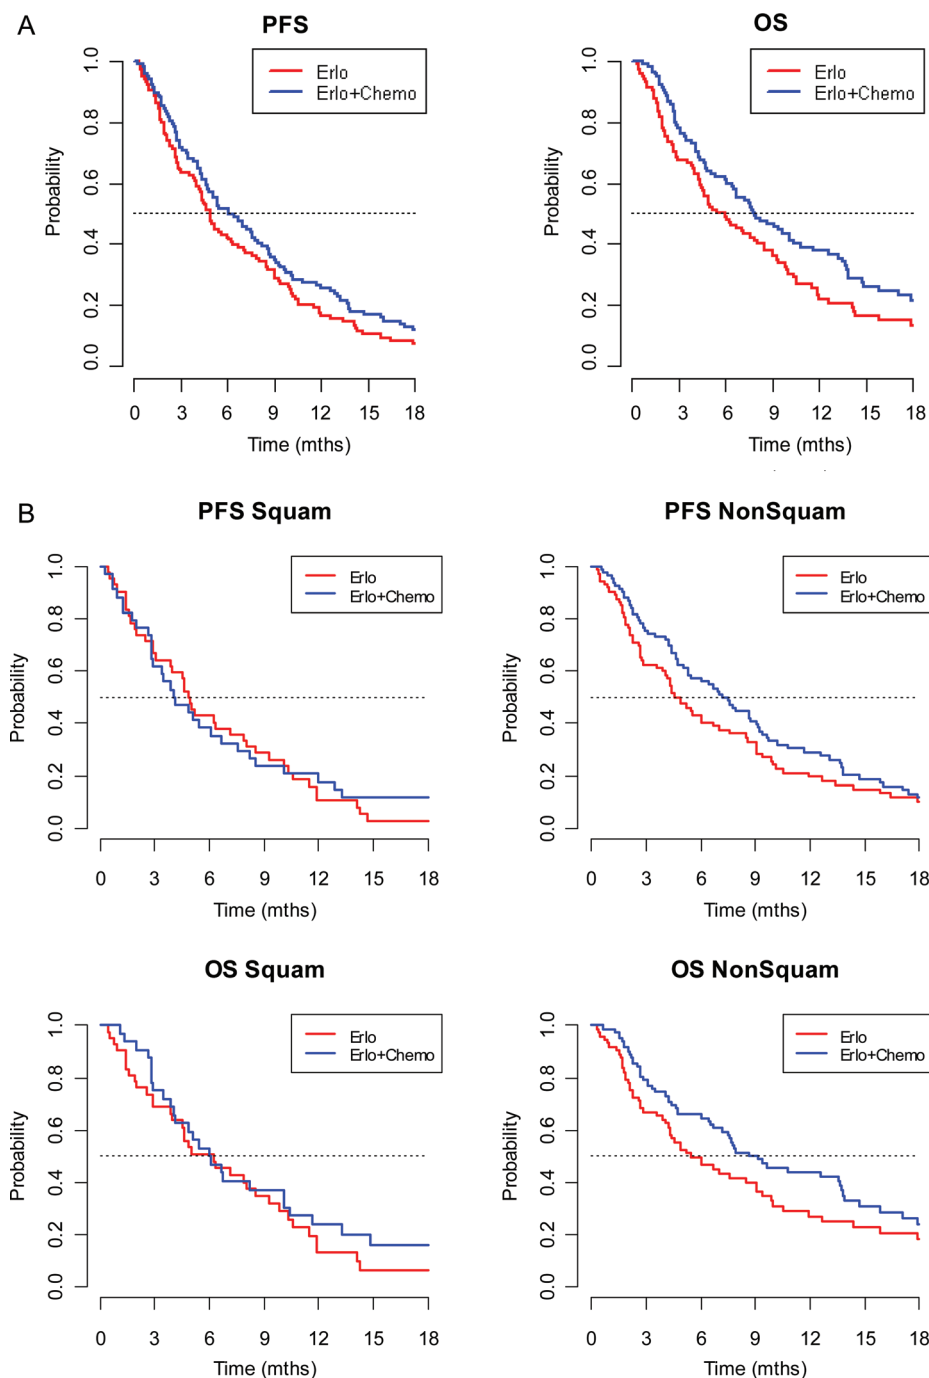 A
PFS
OS
Erlo
Erlo+Chemo
Erlo
Erlo+Chemo
Probability
0.0 0.2 0.4 0.6 0.8 1.0
Probability
0.0 0.2 0.4 0.6 0.8 1.0
0 3 6 9 12 15 18
0 3 6 9 12 15 18
Time (mths)
Time (mths)
B
PFS Squam
PFS NonSquam
Erlo
Erlo+Chemo
Erlo
Erlo+Chemo
Probability
0.0 0.2 0.4 0.6 0.8 1.0
Probability
0.0 0.2 0.4 0.6 0.8 1.0
0 3 6 9 12 15 18
0 3 6 9 12 15 18
Time (mths)
Time (mths)
OS Squam
OS NonSquam
Erlo
Erlo+Chemo
Erlo
Erlo+Chemo
Probability
0.0 0.2 0.4 0.6 0.8 1.0
Probability
0.0 0.2 0.4 0.6 0.8 1.0
0 3 6 9 12 15 18
0 3 6 9 12 15 18
Time (mths)
Time (mths)